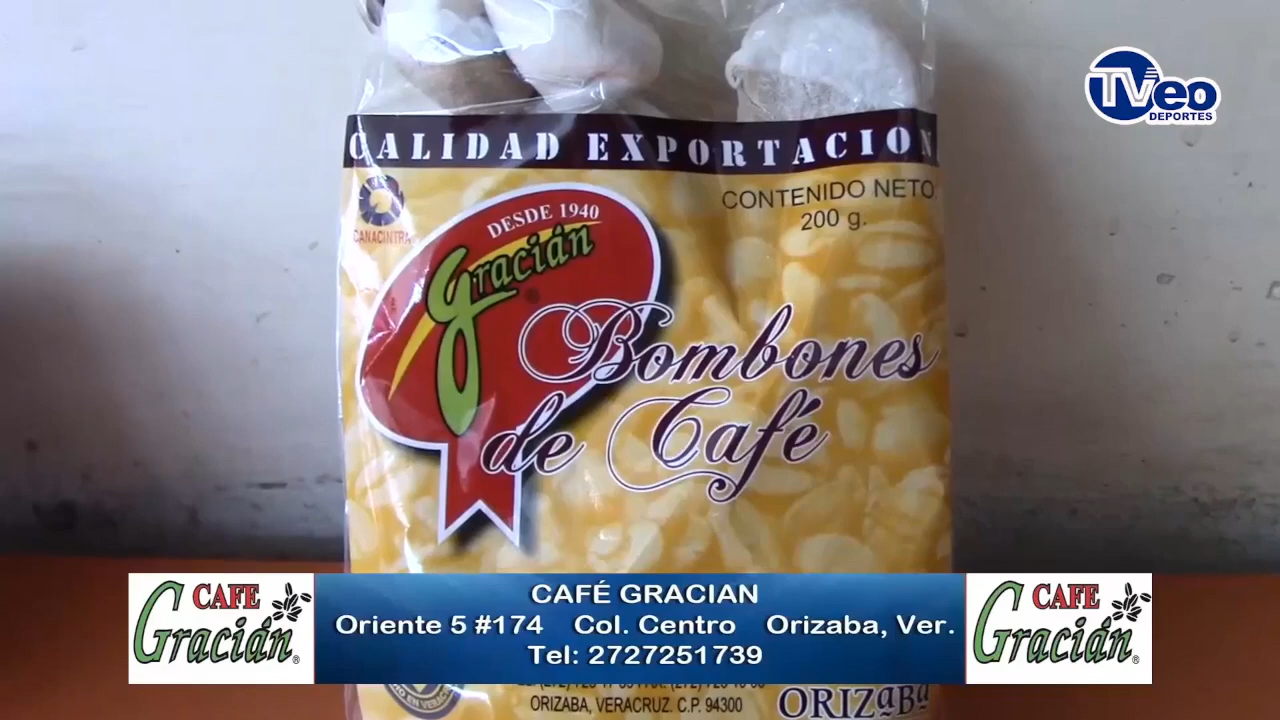 TVeo
DEPORTES
CALIDAD EXPORTACION
CANACINTRA
CONTENIDO NETO
200 g.
DESDE 1940
Gracián
Bombones
de Café
CAFÉ GRACIAN
Oriente 5 #174 Col. Centro Orizaba, Ver.
Tel: 2727251739
CAFE
Gracián®
CAFE
Gracián®
ORIZABA, VERACRUZ. C.P. 94300
ORIZaBa